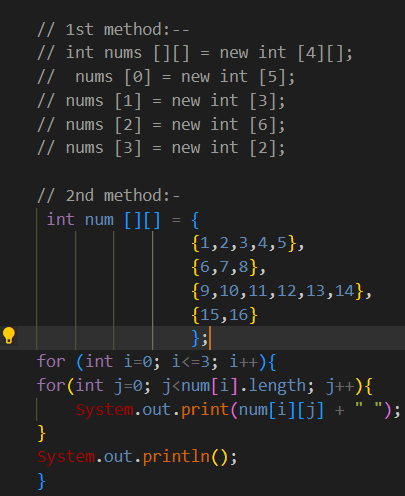 // 1st method:--
// int nums [][] = new int [4][];
//  nums [0] = new int [5];
// nums [1] = new int [3];
// nums [2] = new int [6];
// nums [3] = new int [2];
// 2nd method:-
int num [][] = {
{1,2,3,4,5},
{6,7,8},
{9,10,11,12,13,14},
{15,16}
};
for (int i=0; i<=3; i++){
for(int j=0; j<num[i].length; j++){
System.out.print(num[i][j] + " ");
}
System.out.println();
}